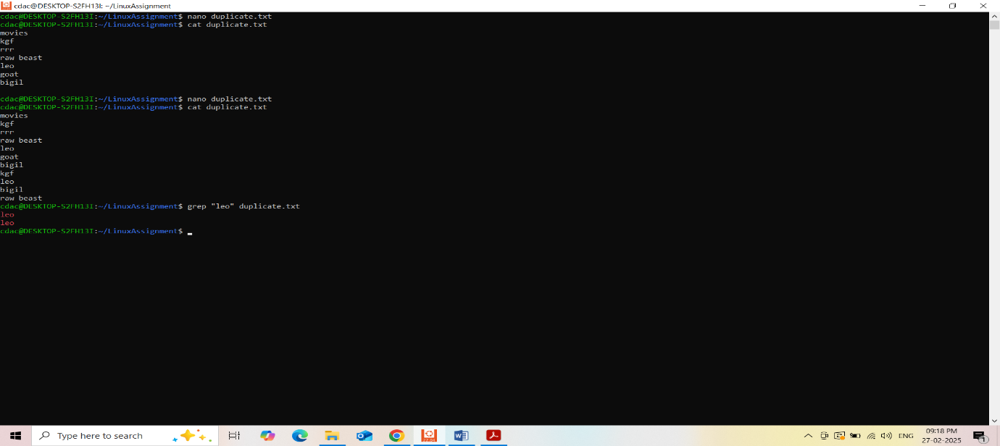 cdac@DESKTOP-S2FH13I: ~/LinuxAssignment
cdac@DESKTOP-S2FH13I:~/LinuxAssignment$ nano duplicate.txt
cdac@DESKTOP-S2FH13I:~/LinuxAssignment$ cat duplicate.txt
movies
kgf
rrr
raw beast
leo
goat
bigil
cdac@DESKTOP-S2FH13I:~/LinuxAssignment$ nano duplicate.txt
cdac@DESKTOP-S2FH13I:~/LinuxAssignment$ cat duplicate.txt
movies
kgf
rrr
raw beast
leo
goat
bigil
kgf
leo
bigil
raw beast
cdac@DESKTOP-S2FH13I:~/LinuxAssignment$ grep "leo" duplicate.txt
leo
leo
cdac@DESKTOP-S2FH13I:~/LinuxAssignment$
Type here to search
ENG
09:18 PM
27-02-2025
1